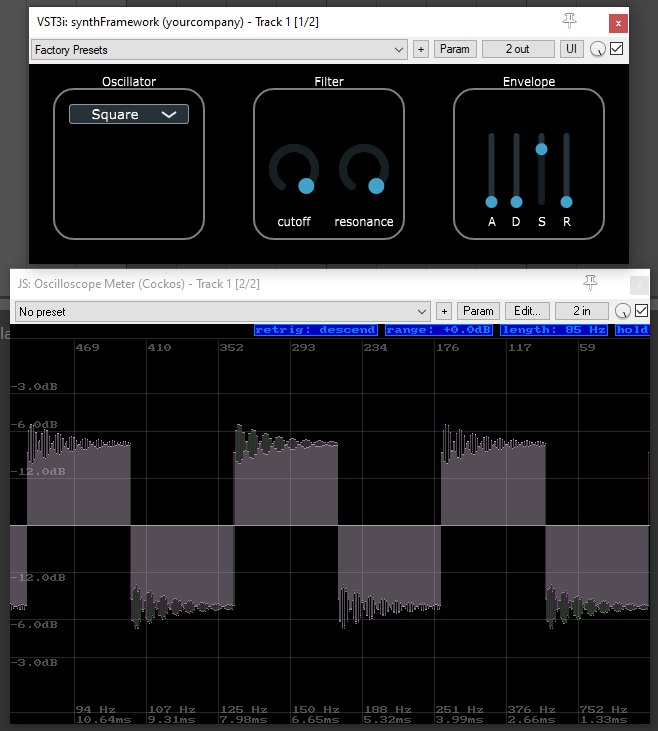 VST3i: synthFramework (yourcompany) - Track 1 [1/2]
Factory Presets + Param 2 out UI
Oscillator Filter Envelope
Square
cutoff resonance A D S R
JS: Oscilloscope Meter (Cockos) - Track 1 [2/2]
No preset + Param Edit... 2 in
retrig: descend range: +0.0dB length: 85 Hz hold
469 410 352 293 234 176 117 59
-3.0dB
-6.0dB
-12.0dB
-12.0dB
-6.0dB
-3.0dB
94 Hz 107 Hz 125 Hz 150 Hz 188 Hz 251 Hz 376 Hz 752 Hz
10.64ms 9.31ms 7.98ms 6.65ms 5.32ms 3.99ms 2.66ms 1.33ms